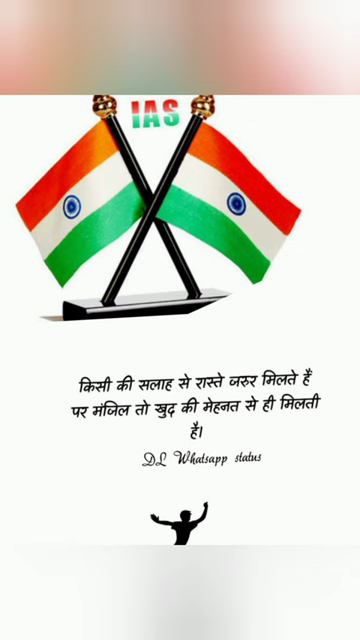 IAS
किसी की सलाह से रास्ते जरुर मिलते हैं
पर मंजिल तो खुद की मेहनत से ही मिलती
है।
DL Whatsapp status